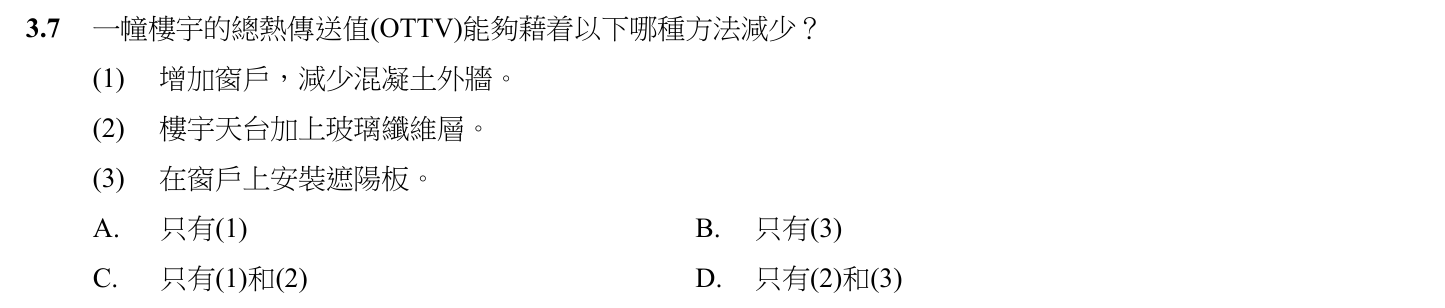 3.7 一幢樓宇的總熱傳送值(OTTV)能夠藉着以下哪種方法減少？
(1) 增加窗戶，減少混凝土外牆。
(2) 樓宇天台加上玻璃纖維層。
(3) 在窗戶上安裝遮陽板。
A. 只有(1) B. 只有(3)
C. 只有(1)和(2) D. 只有(2)和(3)